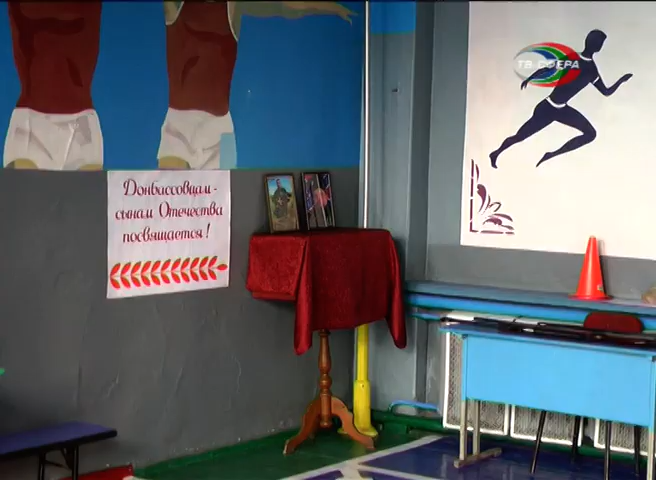 ТВ-СФЕРА
Донбассовцам-
сынам Отечества
посвящается!